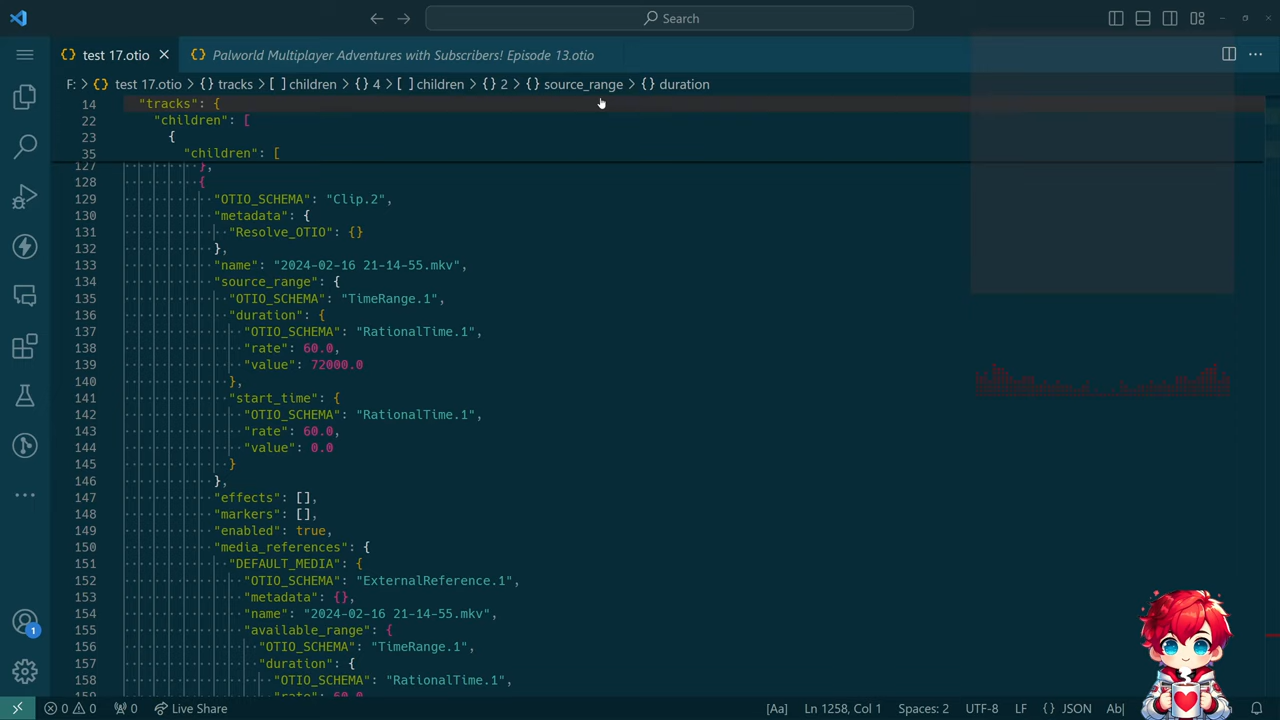 Search
test 17.otio
Palworld Multiplayer Adventures with Subscribers! Episode 13.otio
F: > {} test 17.otio > {} tracks > [ ] children > {} 4 > [ ] children > {} 2 > {} source_range > {} duration
14 "tracks": {
22 "children": [
23 {
35 "children": [
127 },
128 {
129 "OTIO_SCHEMA": "Clip.2",
130 "metadata": {
131 "Resolve_OTIO": {}
132 },
133 "name": "2024-02-16 21-14-55.mkv",
134 "source_range": {
135 "OTIO_SCHEMA": "TimeRange.1",
136 "duration": {
137 "OTIO_SCHEMA": "RationalTime.1",
138 "rate": 60.0,
139 "value": 72000.0
140 },
141 "start_time": {
142 "OTIO_SCHEMA": "RationalTime.1",
143 "rate": 60.0,
144 "value": 0.0
145 }
146 },
147 "effects": [],
148 "markers": [],
149 "enabled": true,
150 "media_references": {
151 "DEFAULT_MEDIA": {
152 "OTIO_SCHEMA": "ExternalReference.1",
153 "metadata": {},
154 "name": "2024-02-16 21-14-55.mkv",
155 "available_range": {
156 "OTIO_SCHEMA": "TimeRange.1",
157 "duration": {
158 "OTIO_SCHEMA": "RationalTime.1",
159 "rate": 60.0,
1
0 0 0 Live Share [Aa] Ln 1258, Col 1 Spaces: 2 UTF-8 LF {} JSON Ab|